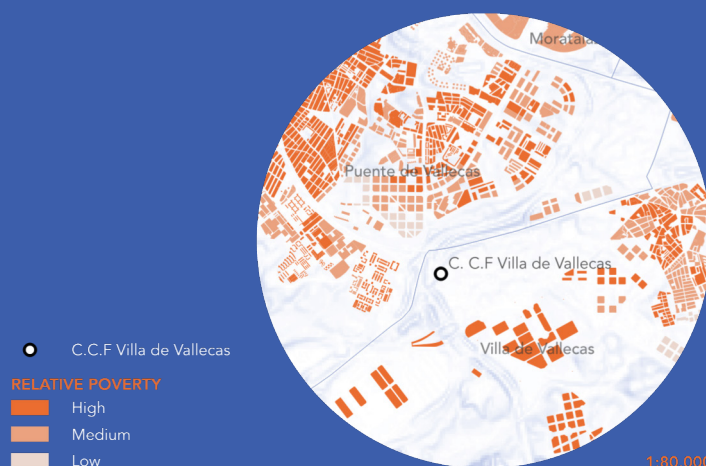 Moratalaz
Puente de Vallecas
C. C.F Villa de Vallecas
Villa de Vallecas
C.C.F Villa de Vallecas
RELATIVE POVERTY
High
Medium
Low
1:80,000